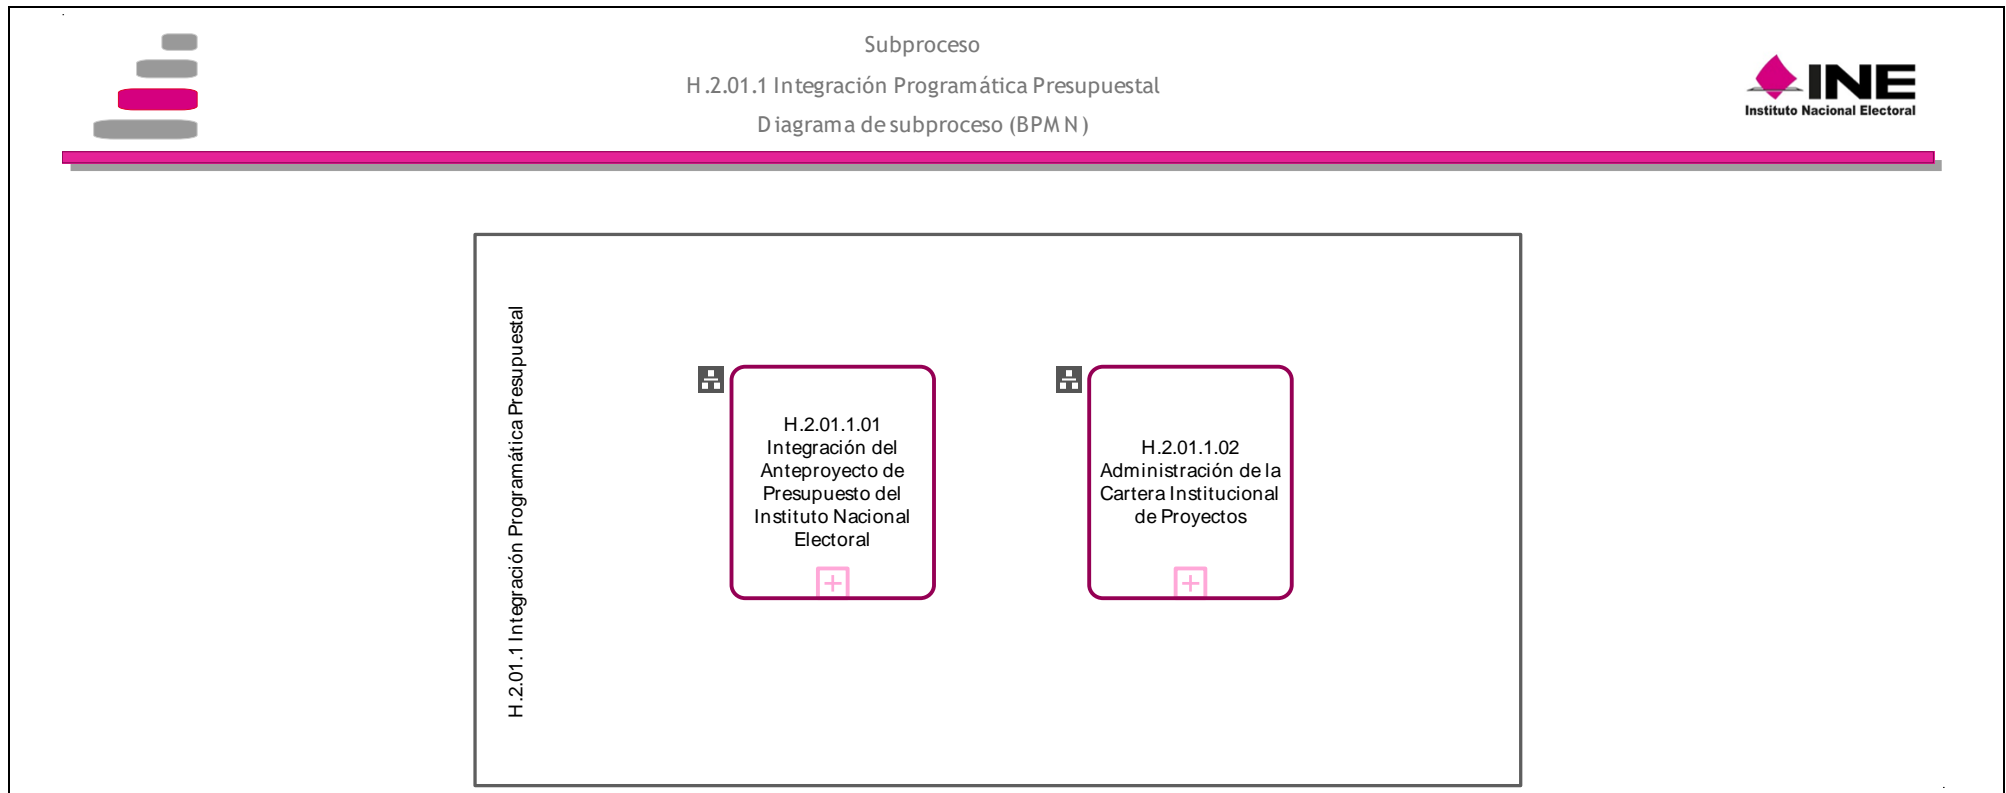 Subproceso
H.2.01.1 Integración Programática Presupuestal
Diagrama de subproceso (BPMN)
INE
Instituto Nacional Electoral
H.2.01.1 Integración Programática Presupuestal
H.2.01.1.01
Integración del
Anteproyecto de
Presupuesto del
Instituto Nacional
Electoral
H.2.01.1.02
Administración de la
Cartera Institucional
de Proyectos